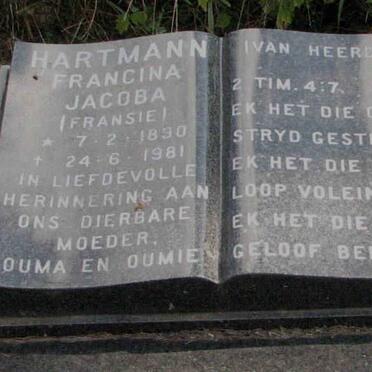 HARTMANN
FRANCINA
JACOBA
(FRANSIE)
* 7-2-1890
† 24-6-1981
IN LIEFDEVOLLE
HERINNERING AAN
ONS DIERBARE
MOEDER,
OUMA EN OUMIE
(VAN HEERD
2 TIM. 4:7.
EK HET DIE G
STRYD GEST
EK HET DIE
LOOP VOLEIN
EK HET DIE
GELOOF BE